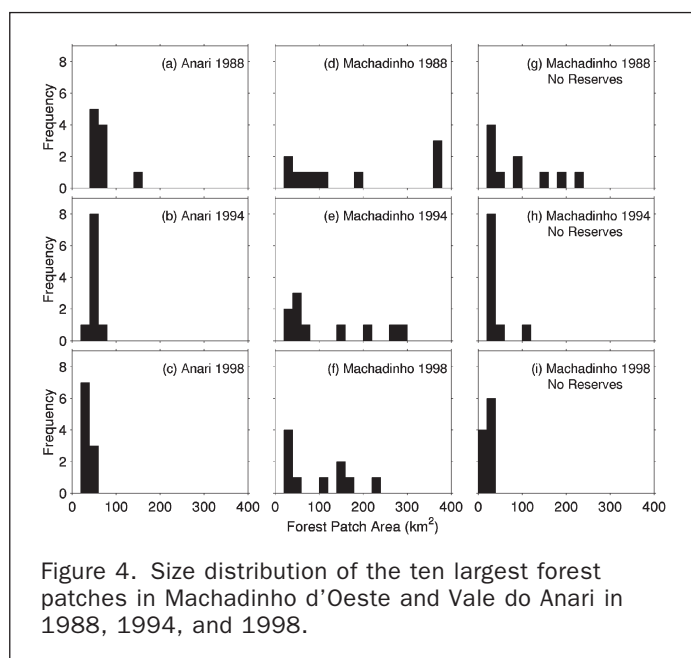 Frequency
8
6
4
2
0
(a) Anari 1988
(d) Machadinho 1988
(g) Machadinho 1988
No Reserves
Frequency
8
6
4
2
0
(b) Anari 1994
(e) Machadinho 1994
(h) Machadinho 1994
No Reserves
Frequency
8
6
4
2
0
(c) Anari 1998
(f) Machadinho 1998
(i) Machadinho 1998
No Reserves
0 100 200 300 400 0 100 200 300 400 0 100 200 300 400
Forest Patch Area (km²)
Figure 4. Size distribution of the ten largest forest
patches in Machadinho d'Oeste and Vale do Anari in
1988, 1994, and 1998.